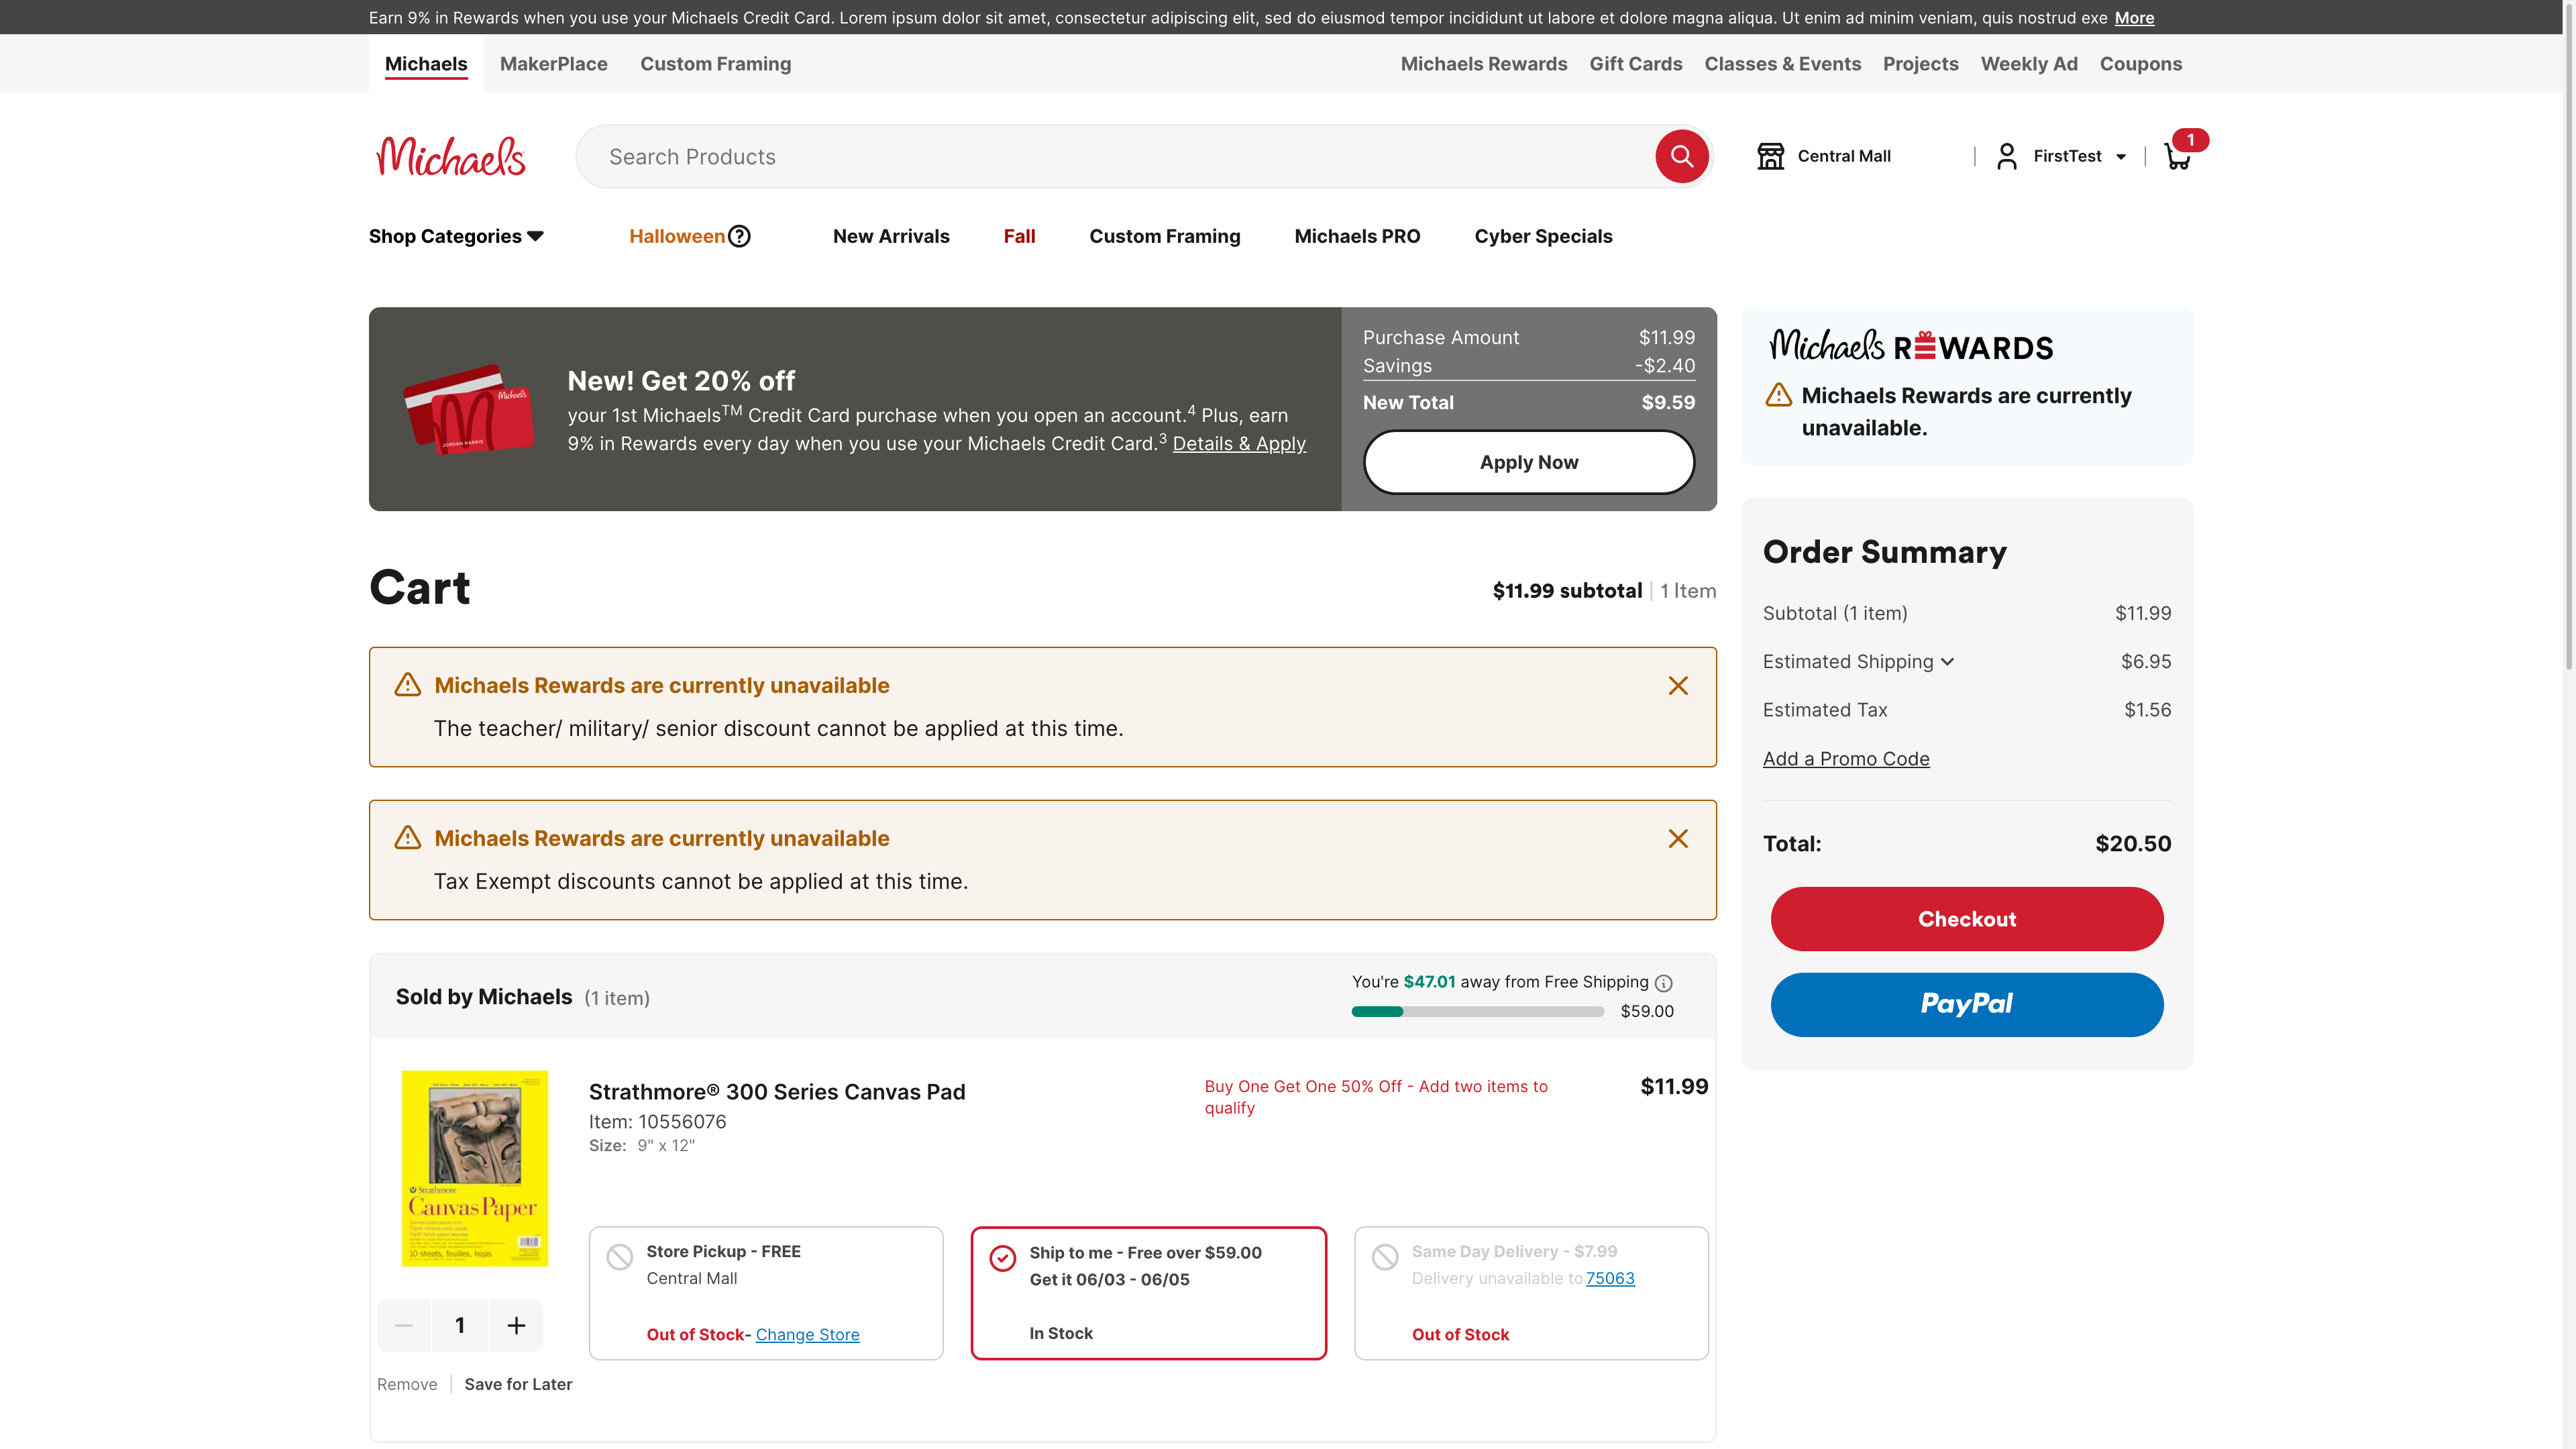 Earn 9% in Rewards when you use your Michaels Credit Card. Lorem ipsum dolor sit amet, consectetur adipiscing elit, sed do eiusmod tempor incididunt ut labore et dolore magna aliqua. Ut enim ad minim veniam, quis nostrud exe More
Michaels MakerPlace Custom Framing Michaels Rewards Gift Cards Classes & Events Projects Weekly Ad Coupons
Michaels Search Products Central Mall FirstTest 1
Shop Categories Halloween New Arrivals Fall Custom Framing Michaels PRO Cyber Specials
New! Get 20% off
your 1st Michaels™ Credit Card purchase when you open an account.4 Plus, earn
9% in Rewards every day when you use your Michaels Credit Card.3 Details & Apply
Michaels
JORDAN HARRIS
Purchase Amount $11.99
Savings -$2.40
New Total $9.59
Apply Now
Michaels REWARDS
Michaels Rewards are currently
unavailable.
Cart
$11.99 subtotal | 1 Item
Michaels Rewards are currently unavailable
The teacher/ military/ senior discount cannot be applied at this time.
Michaels Rewards are currently unavailable
Tax Exempt discounts cannot be applied at this time.
Order Summary
Subtotal (1 item) $11.99
Estimated Shipping $6.95
Estimated Tax $1.56
Add a Promo Code
Total: $20.50
Checkout
PayPal
Sold by Michaels (1 item)
You're $47.01 away from Free Shipping
$59.00
Strathmore
Canvas Paper
10 sheets, feuilles, hojas
Strathmore® 300 Series Canvas Pad
Item: 10556076
Size: 9" x 12"
Buy One Get One 50% Off - Add two items to
qualify
$11.99
Store Pickup - FREE
Central Mall
Out of Stock- Change Store
Ship to me - Free over $59.00
Get it 06/03 - 06/05
In Stock
Same Day Delivery - $7.99
Delivery unavailable to 75063
Out of Stock
1
Remove | Save for Later